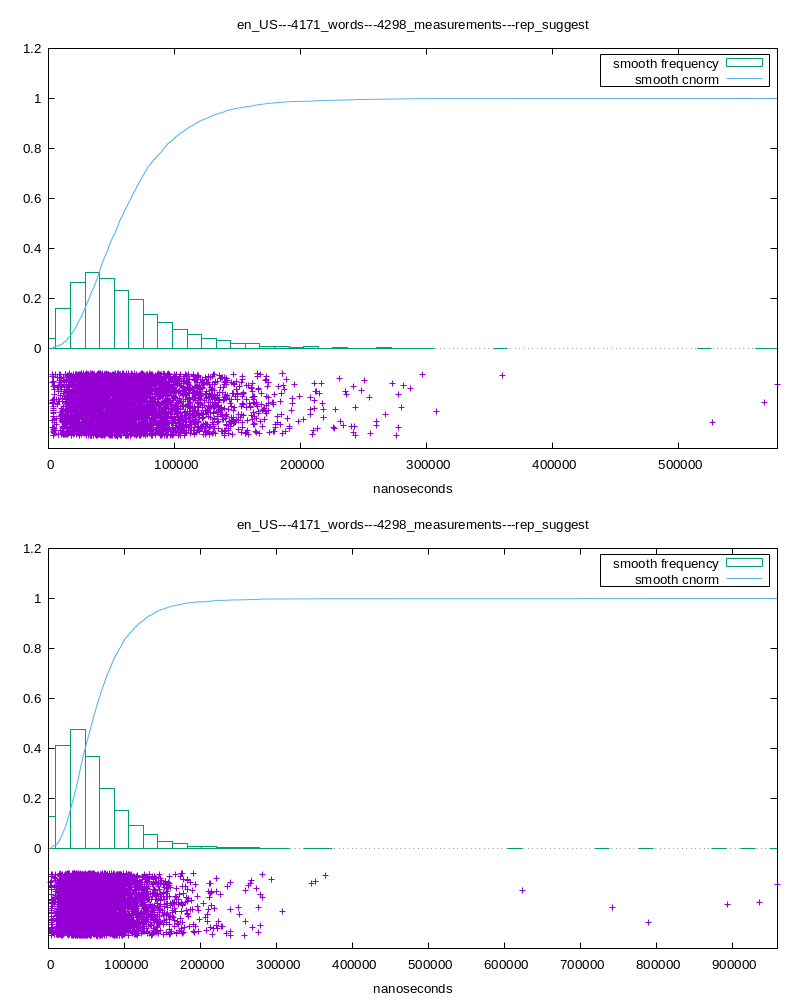 en_US---4171_words---4298_measurements---rep_suggest
1.2
smooth frequency
smooth cnorm
1
0.8
0.6
0.4
0.2
0
0 100000 200000 300000 400000 500000
nanoseconds
en_US---4171_words---4298_measurements---rep_suggest
1.2
smooth frequency
smooth cnorm
1
0.8
0.6
0.4
0.2
0
0 100000 200000 300000 400000 500000 600000 700000 800000 900000
nanoseconds